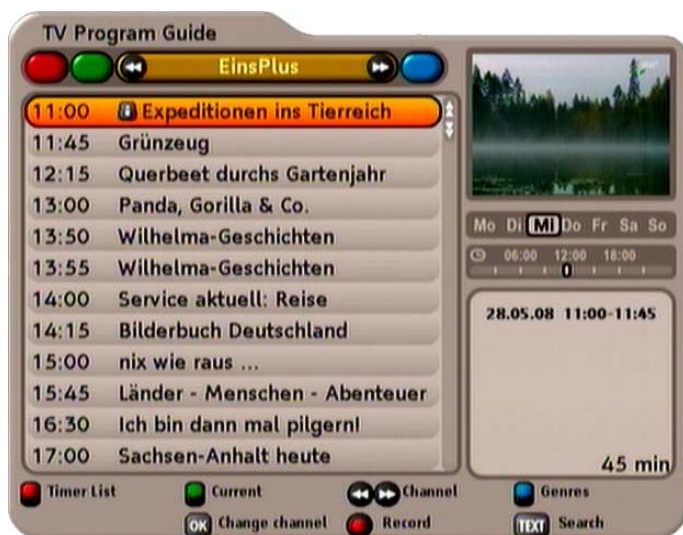 TV Program Guide
EinsPlus
11:00 Expeditionen ins Tierreich
11:45 Grünzeug
12:15 Querbeet durchs Gartenjahr
13:00 Panda, Gorilla & Co.
13:50 Wilhelma-Geschichten
13:55 Wilhelma-Geschichten
14:00 Service aktuell: Reise
14:15 Bilderbuch Deutschland
15:00 nix wie raus ...
15:45 Länder - Menschen - Abenteuer
16:30 Ich bin dann mal pilgern!
17:00 Sachsen-Anhalt heute
Mo Di Mi Do Fr Sa So
06:00 12:00 18:00
28.05.08 11:00-11:45
45 min
Timer List Current Channel Genres
OK Change channel Record TEXT Search